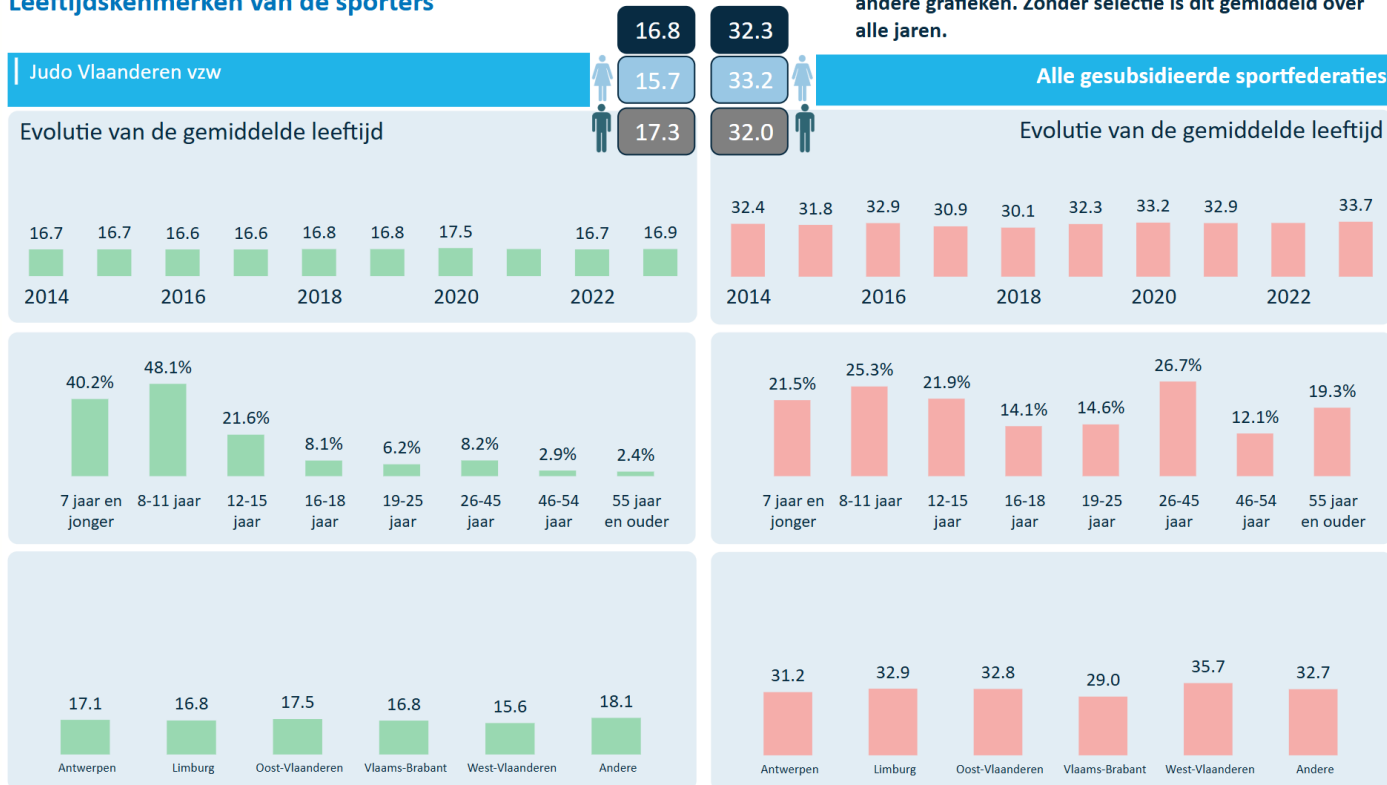 Leeftijdskenmerken van de sporters
andere grafieken. Zonder selectie is dit gemiddeld over
alle jaren.
16.8
32.3
Judo Vlaanderen vzw
15.7
33.2
Alle gesubsidieerde sportfederaties
Evolutie van de gemiddelde leeftijd
17.3
32.0
Evolutie van de gemiddelde leeftijd
16.7 16.7 16.6 16.6 16.8 16.8 17.5 16.7 16.9
2014 2016 2018 2020 2022
32.4 31.8 32.9 30.9 30.1 32.3 33.2 32.9 33.7
2014 2016 2018 2020 2022
40.2% 48.1% 21.6% 8.1% 6.2% 8.2% 2.9% 2.4%
7 jaar en 8-11 jaar 12-15 16-18 19-25 26-45 46-54 55 jaar
jonger jaar jaar jaar jaar jaar en ouder
21.5% 25.3% 21.9% 14.1% 14.6% 26.7% 12.1% 19.3%
7 jaar en 8-11 jaar 12-15 16-18 19-25 26-45 46-54 55 jaar
jonger jaar jaar jaar jaar jaar en ouder
17.1 16.8 17.5 16.8 15.6 18.1
Antwerpen Limburg Oost-Vlaanderen Vlaams-Brabant West-Vlaanderen Andere
31.2 32.9 32.8 29.0 35.7 32.7
Antwerpen Limburg Oost-Vlaanderen Vlaams-Brabant West-Vlaanderen Andere